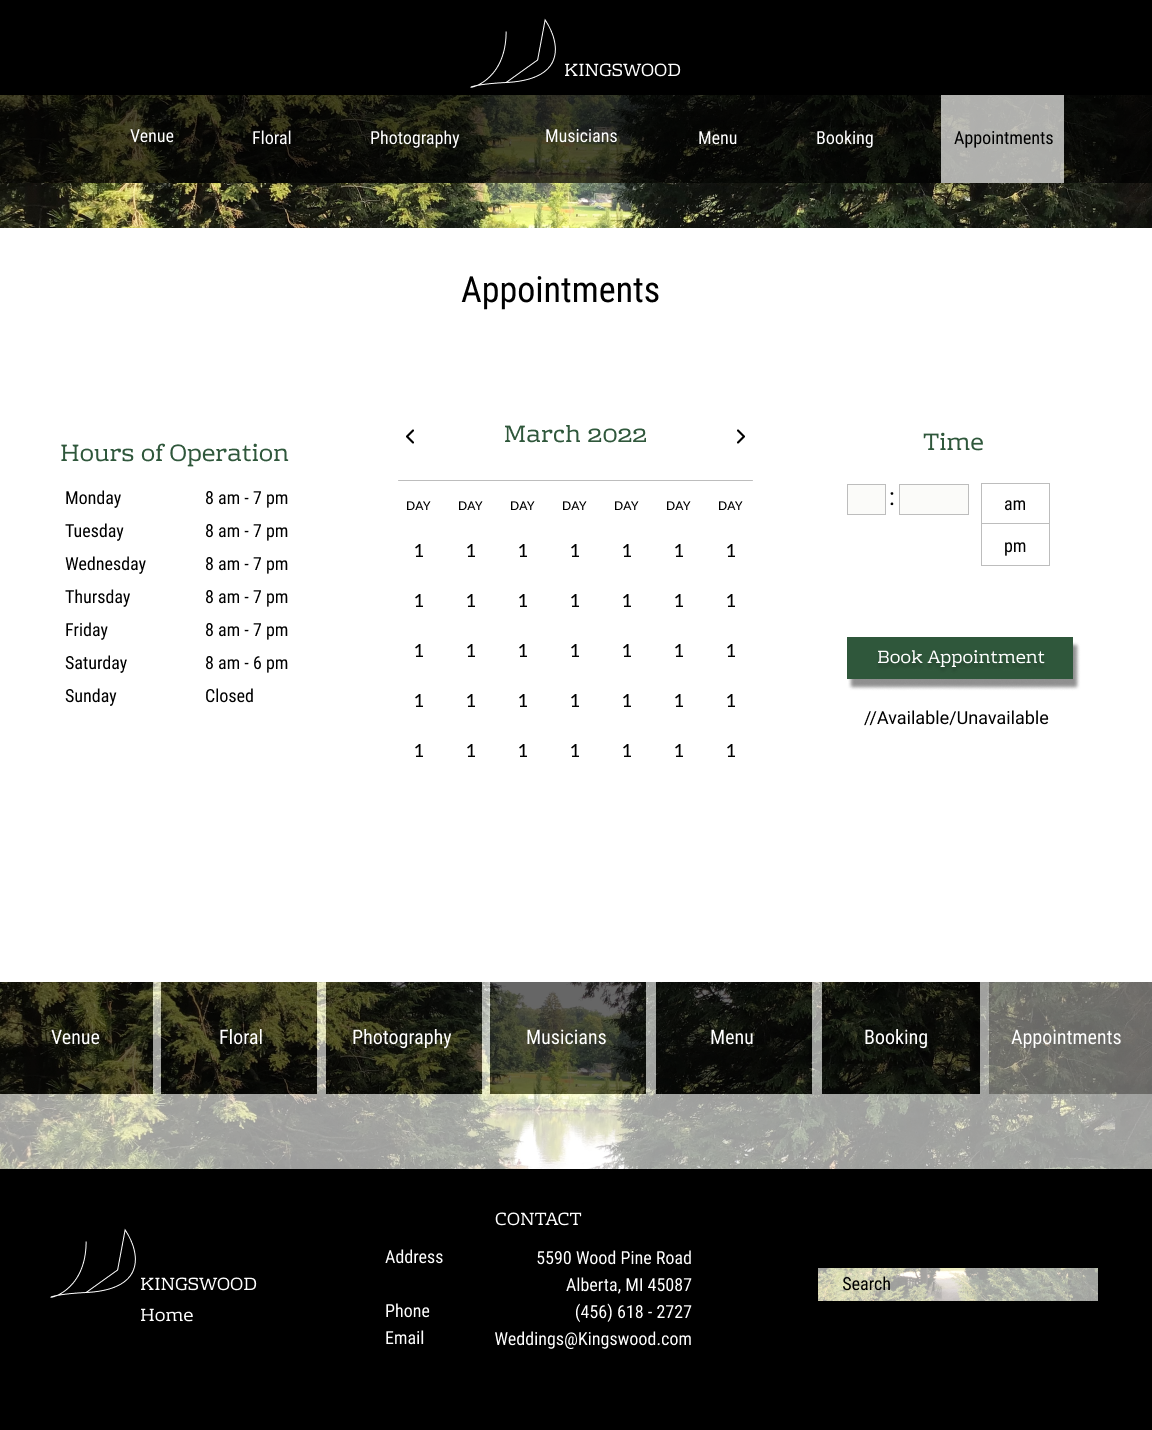 KINGSWOOD
Venue Floral Photography Musicians Menu Booking Appointments
Appointments
Hours of Operation
Monday 8 am - 7 pm
Tuesday 8 am - 7 pm
Wednesday 8 am - 7 pm
Thursday 8 am - 7 pm
Friday 8 am - 7 pm
Saturday 8 am - 6 pm
Sunday Closed
< March 2022 >
DAY DAY DAY DAY DAY DAY DAY
1 1 1 1 1 1 1
1 1 1 1 1 1 1
1 1 1 1 1 1 1
1 1 1 1 1 1 1
1 1 1 1 1 1 1
Time
:
am
pm
Book Appointment
//Available/Unavailable
Venue Floral Photography Musicians Menu Booking Appointments
KINGSWOOD
Home
CONTACT
Address 5590 Wood Pine Road
Alberta, MI 45087
Phone (456) 618 - 2727
Email Weddings@Kingswood.com
Search